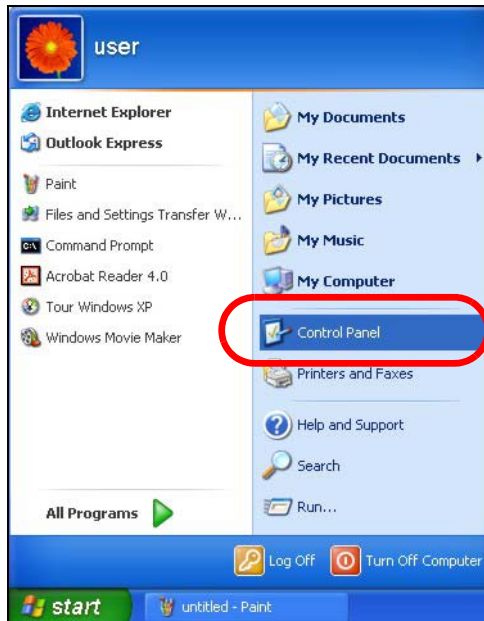 user
Internet Explorer
Outlook Express
Paint
Files and Settings Transfer W...
Command Prompt
Acrobat Reader 4.0
Tour Windows XP
Windows Movie Maker
All Programs
My Documents
My Recent Documents
My Pictures
My Music
My Computer
Control Panel
Printers and Faxes
Help and Support
Search
Run...
Log Off
Turn Off Computer
start
untitled - Paint